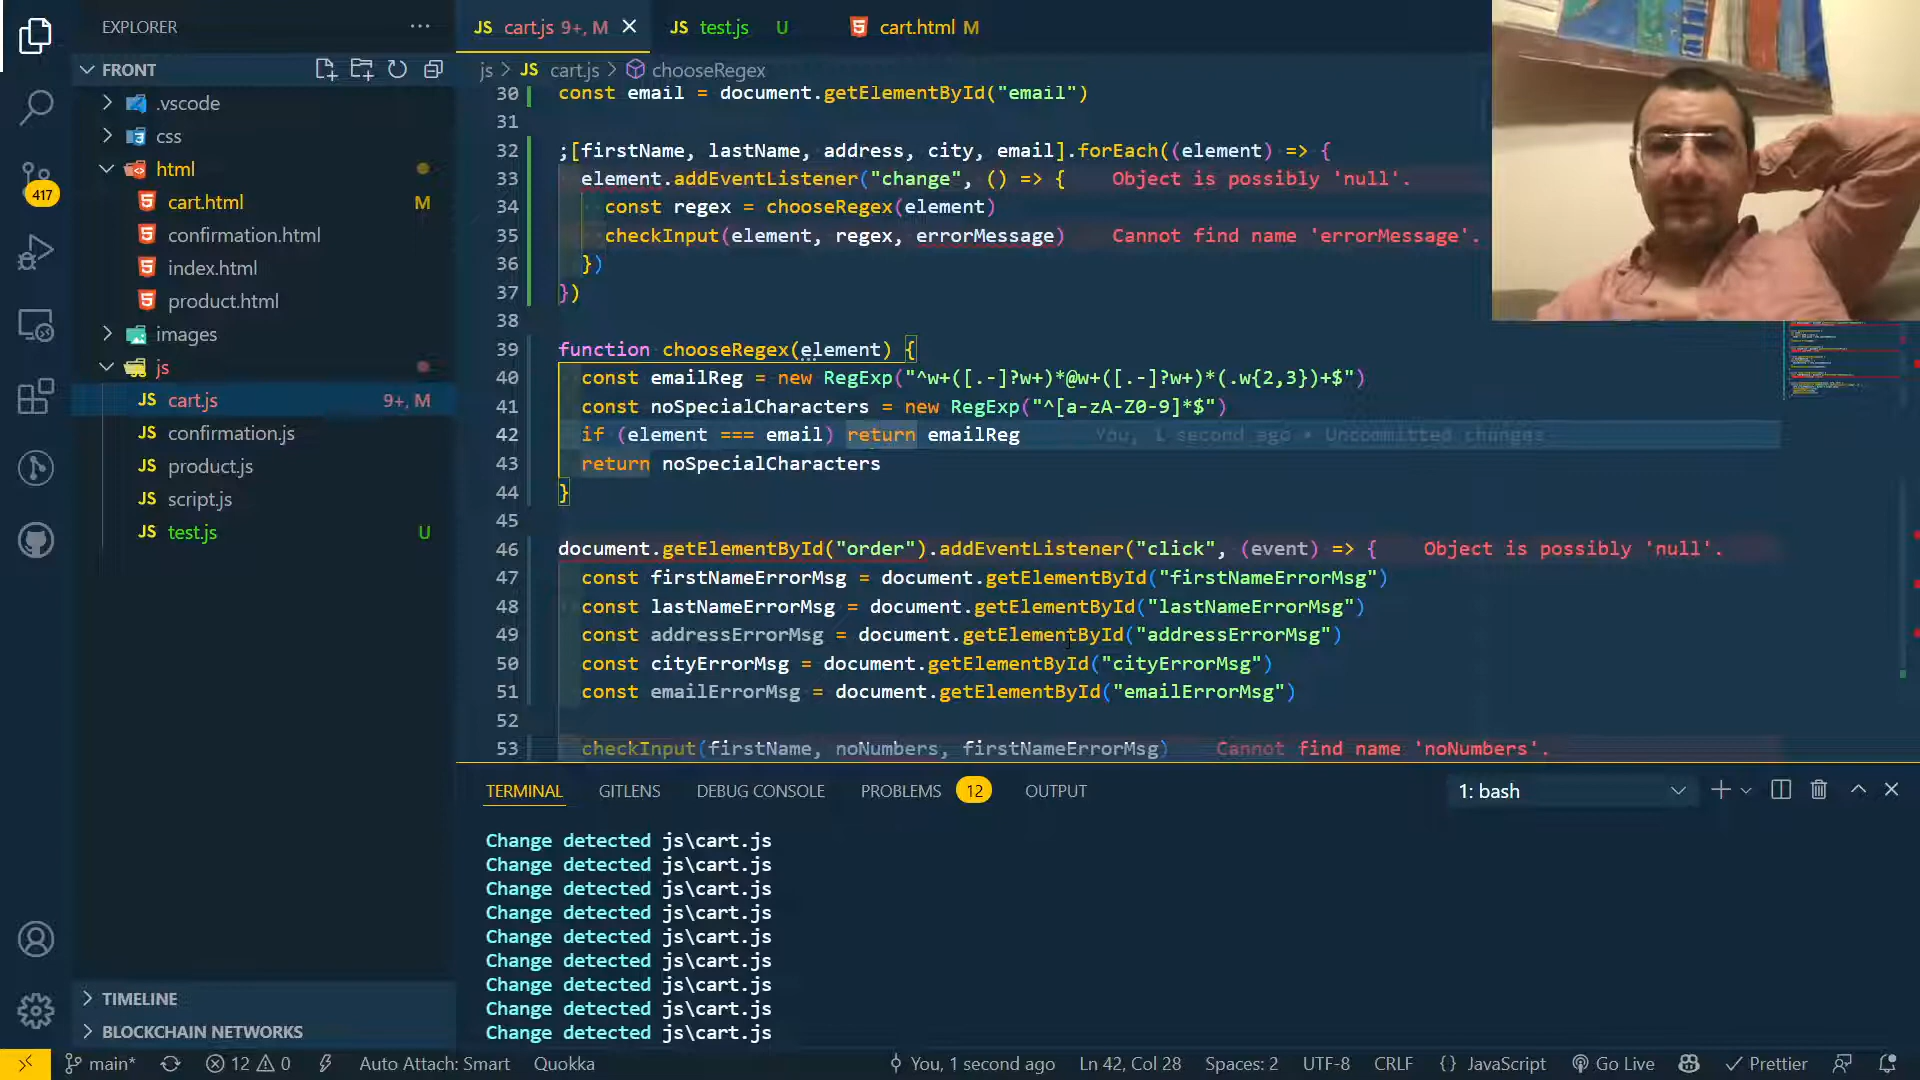 EXPLORER
FRONT
.vscode
css
html
cart.html M
confirmation.html
index.html
product.html
images
js
cart.js 9+, M
confirmation.js
product.js
script.js
test.js U
TIMELINE
BLOCKCHAIN NETWORKS
417
JS cart.js 9+, M
JS test.js U
cart.html M
js > JS cart.js > chooseRegex
30 const email = document.getElementById("email")
31
32 ;[firstName, lastName, address, city, email].forEach((element) => {
33 element.addEventListener("change", () => { Object is possibly 'null'.
34 const regex = chooseRegex(element)
35 checkInput(element, regex, errorMessage) Cannot find name 'errorMessage'.
36 })
37 })
38
39 function chooseRegex(element) {
40 const emailReg = new RegExp("^w+([.-]?w+)*@w+([.-]?w+)*(.w{2,3})+$")
41 const noSpecialCharacters = new RegExp("^[a-zA-Z0-9]*$")
42 if (element === email) return emailReg You, 1 second ago • Uncommitted changes
43 return noSpecialCharacters
44 }
45
46 document.getElementById("order").addEventListener("click", (event) => { Object is possibly 'null'.
47 const firstNameErrorMsg = document.getElementById("firstNameErrorMsg")
48 const lastNameErrorMsg = document.getElementById("lastNameErrorMsg")
49 const addressErrorMsg = document.getElementById("addressErrorMsg")
50 const cityErrorMsg = document.getElementById("cityErrorMsg")
51 const emailErrorMsg = document.getElementById("emailErrorMsg")
52
53 checkInput(firstName, noNumbers, firstNameErrorMsg) Cannot find name 'noNumbers'.
TERMINAL GITLENS DEBUG CONSOLE PROBLEMS 12 OUTPUT 1: bash
Change detected js\cart.js
Change detected js\cart.js
Change detected js\cart.js
Change detected js\cart.js
Change detected js\cart.js
Change detected js\cart.js
Change detected js\cart.js
Change detected js\cart.js
Change detected js\cart.js
main* 12 0 Auto Attach: Smart Quokka You, 1 second ago Ln 42, Col 28 Spaces: 2 UTF-8 CRLF {} JavaScript Go Live Prettier